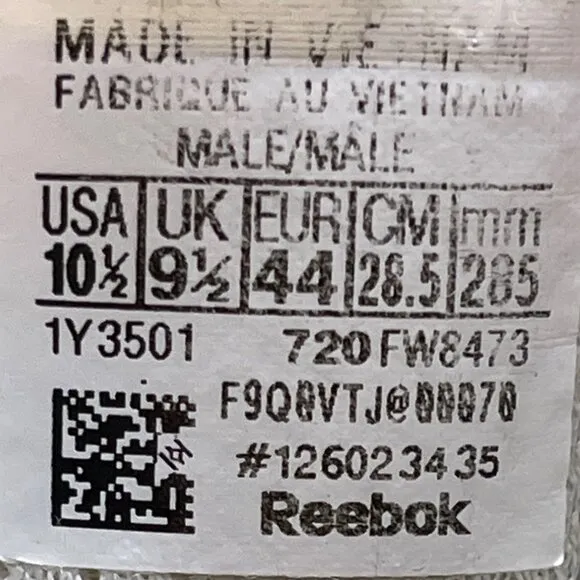 MADE IN VIETNAM
FABRIQUE AU VIETNAM
MALE/MÂLE
USA UK EUR CM mm
10½ 9½ 44 28.5 285
1Y3501 720 FW8473
F9Q0VTJ@00070
#126023435
Reebok